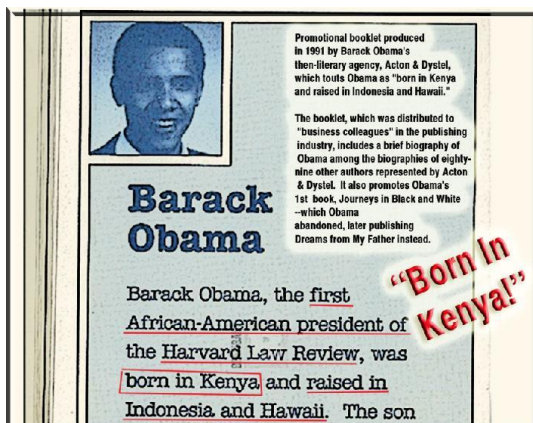 Promotional booklet produced
in 1991 by Barack Obama's
then-literary agency, Acton & Dystel,
which touts Obama as "born in Kenya
and raised in Indonesia and Hawaii."
The booklet, which was distributed to
"business colleagues" in the publishing
industry, includes a brief biography of
Obama among the biographies of eighty-
nine other authors represented by Acton
& Dystel. It also promotes Obama's
1st book, Journeys in Black and White
--which Obama
abandoned, later publishing
Dreams from My Father instead.
Barack
Obama
"Born In
Kenya!"
Barack Obama, the first
African-American president of
the Harvard Law Review, was
born in Kenya and raised in
Indonesia and Hawaii. The son